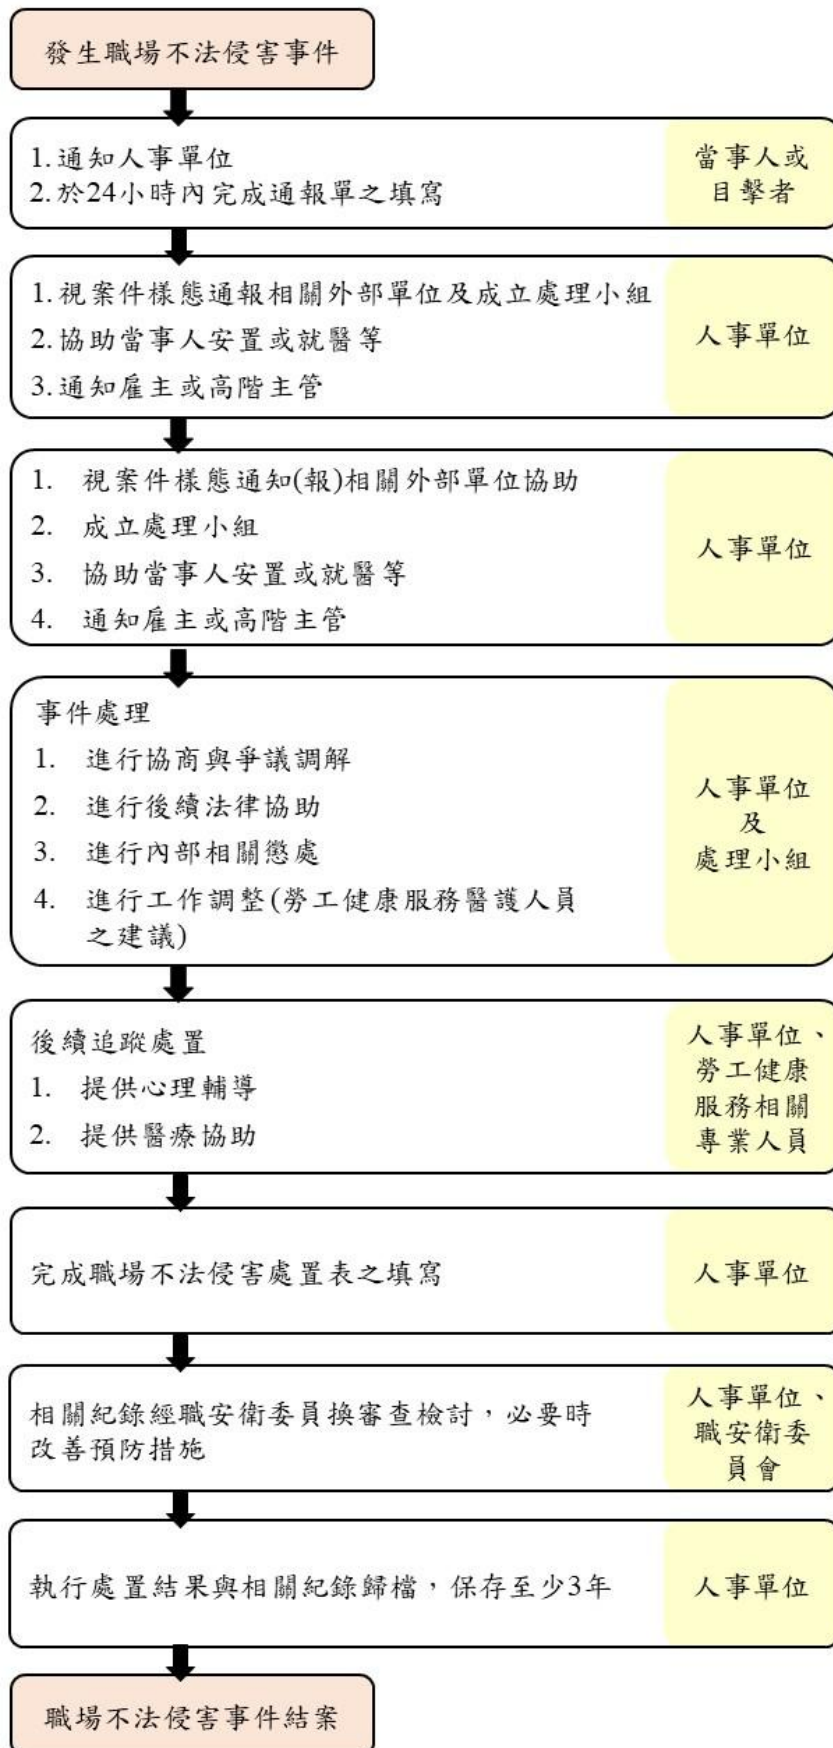 發生職場不法侵害事件
1.通知人事單位
2.於24小時內完成通報單之填寫
當事人或
目擊者
1.視案件樣態通報相關外部單位及成立處理小組
2.協助當事人安置或就醫等
3.通知雇主或高階主管
人事單位
1. 視案件樣態通知(報)相關外部單位協助
2. 成立處理小組
3. 協助當事人安置或就醫等
4. 通知雇主或高階主管
人事單位
事件處理
1. 進行協商與爭議調解
2. 進行後續法律協助
3. 進行內部相關懲處
4. 進行工作調整(勞工健康服務醫護人員
之建議)
人事單位
及
處理小組
後續追蹤處置
1. 提供心理輔導
2. 提供醫療協助
人事單位、
勞工健康
服務相關
專業人員
完成職場不法侵害處置表之填寫
人事單位
相關紀錄經職安衛委員換審查檢討，必要時
改善預防措施
人事單位、
職安衛委
員會
執行處置結果與相關紀錄歸檔，保存至少3年
人事單位
職場不法侵害事件結案